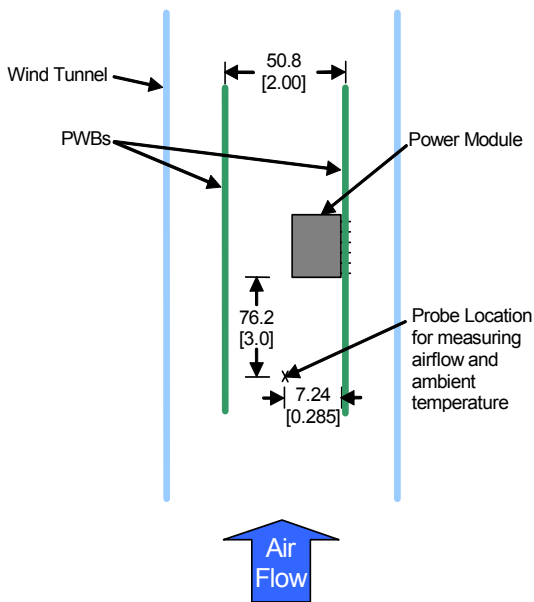 50.8
[2.00]
Wind Tunnel
PWBs
Power Module
76.2
[3.0]
Probe Location
for measuring
airflow and
ambient
temperature
7.24
[0.285]
Air
Flow